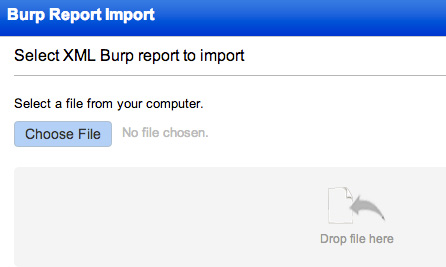 Burp Report Import
Select XML Burp report to import
Select a file from your computer.
Choose File No file chosen.
Drop file here